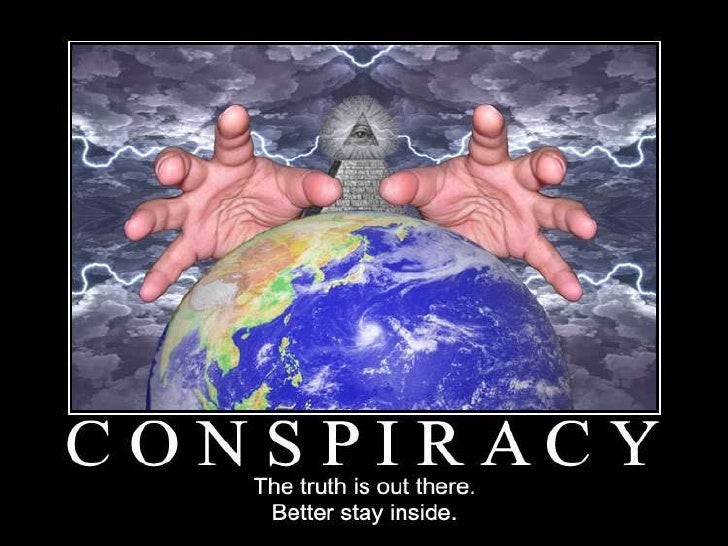 CONSPIRACY
The truth is out there.
Better stay inside.